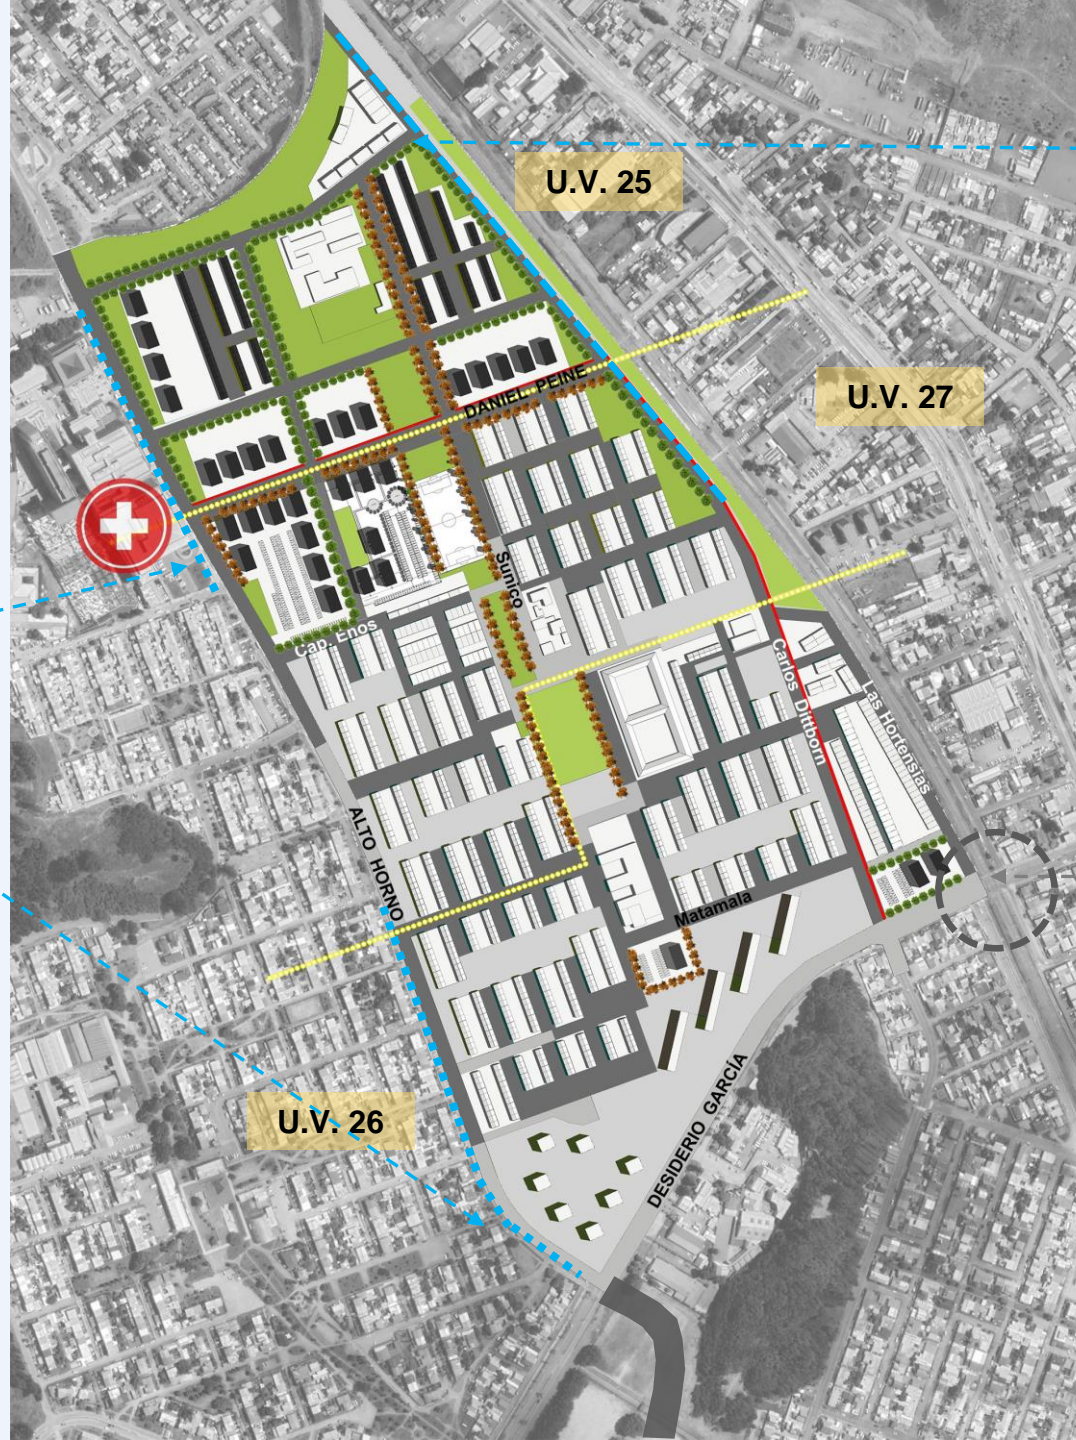 U.V. 25
U.V. 27
DANIEL PEINE
Sunico
Cap. Enos
Carlos Dittborn
Las Hortensias
ALTO HORNO
Matamala
DESIDERIO GARCÍA
U.V. 26